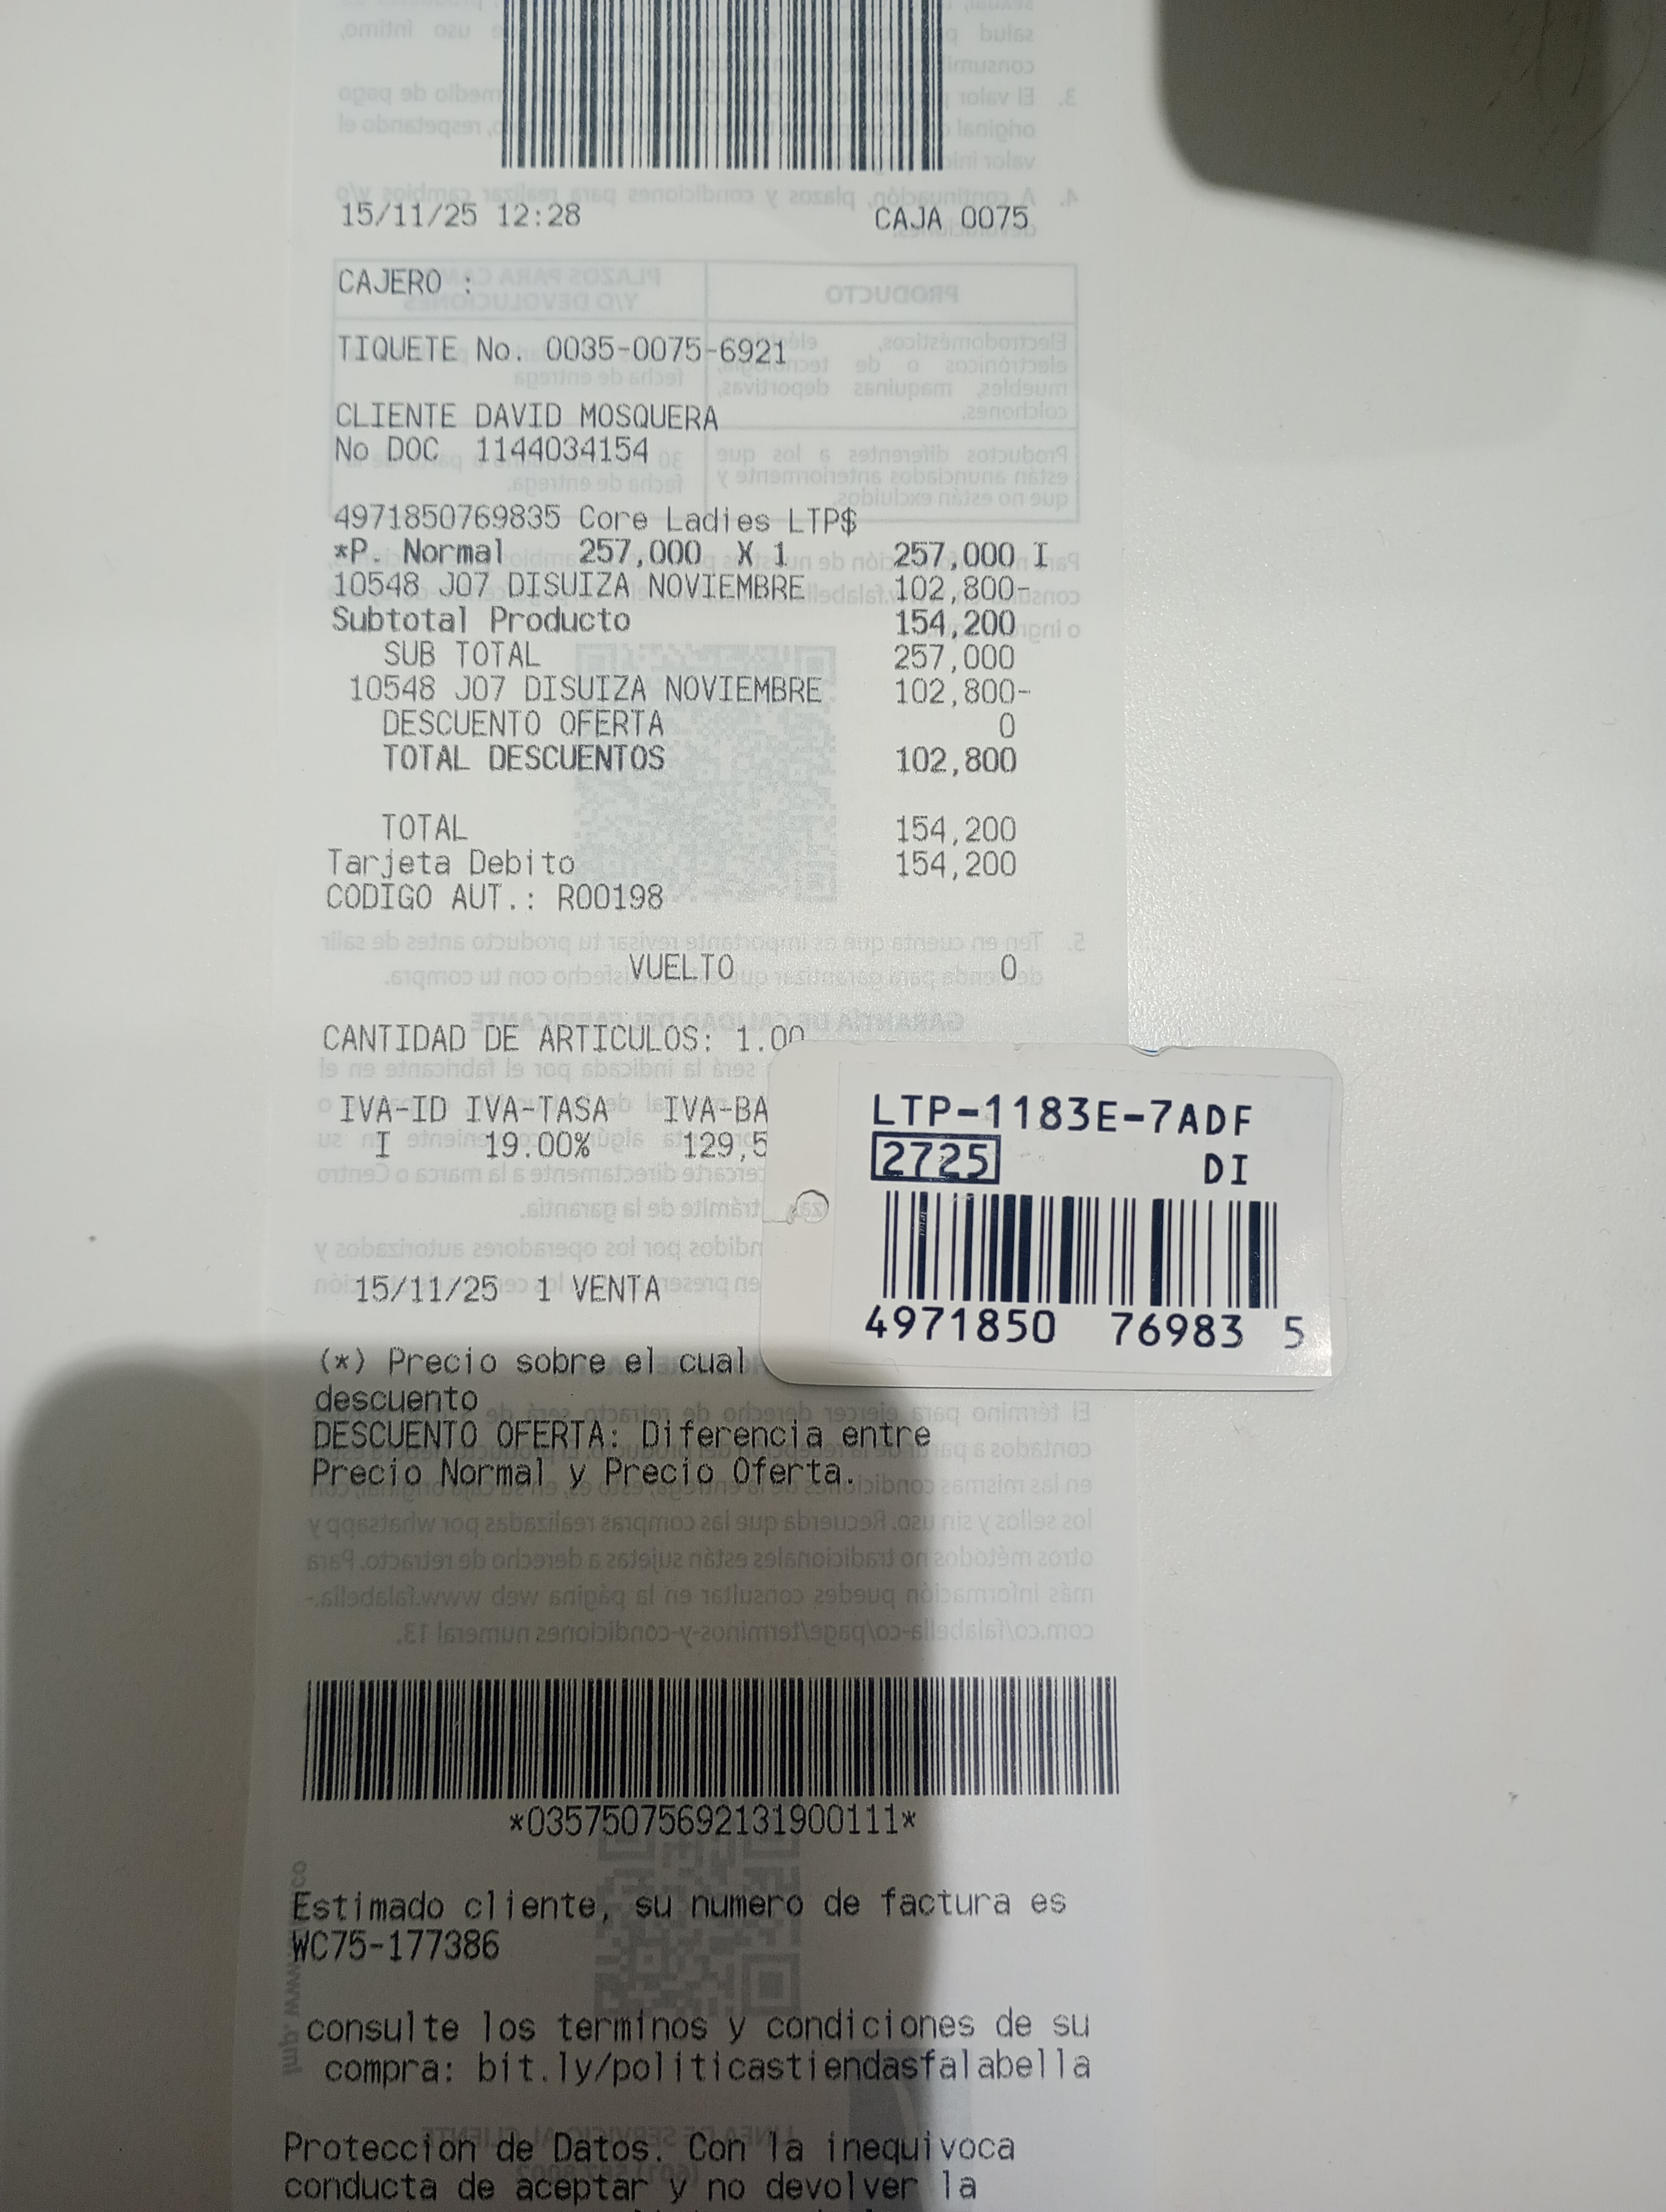 15/11/25 12:28 CAJA 0075
CAJERO :
TIQUETE No. 0035-0075-6921
CLIENTE DAVID MOSQUERA
No DOC 1144034154
4971850769835 Core Ladies LTP$
*P. Normal 257,000 X 1 257,000 I
10548 J07 DISUIZA NOVIEMBRE 102,800-
Subtotal Producto 154,200
SUB TOTAL 257,000
10548 J07 DISUIZA NOVIEMBRE 102,800-
DESCUENTO OFERTA 0
TOTAL DESCUENTOS 102,800
TOTAL 154,200
Tarjeta Debito 154,200
CODIGO AUT.: R00198
VUELTO 0
CANTIDAD DE ARTICULOS: 1.00
IVA-ID IVA-TASA IVA-BA
I 19.00% 129,5
15/11/25 1 VENTA
(*) Precio sobre el cual
descuento
DESCUENTO OFERTA: Diferencia entre
Precio Normal y Precio Oferta.
LTP-1183E-7ADF
2725 DI
4971850 76983 5
*03575075692131900111*
Estimado cliente, su numero de factura es
WC75-177386
consulte los terminos y condiciones de su
compra: bit.ly/politicastiendasfalabella
Proteccion de Datos. Con la inequivoca
conducta de aceptar y no devolver la